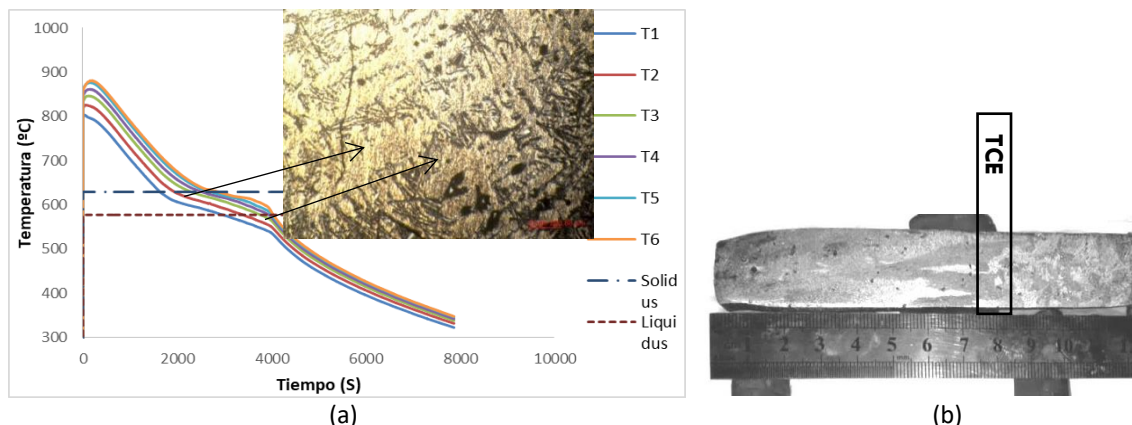 1000
900
800
700
600
500
400
300
0
2000
4000
6000
8000
10000
Temperatura (ºC)
Tiempo (S)
T1
T2
T3
T4
T5
T6
Solid
us
Liqui
dus
(a)
TCE
1 2 3 4 5 6 7 8 9 10
(b)